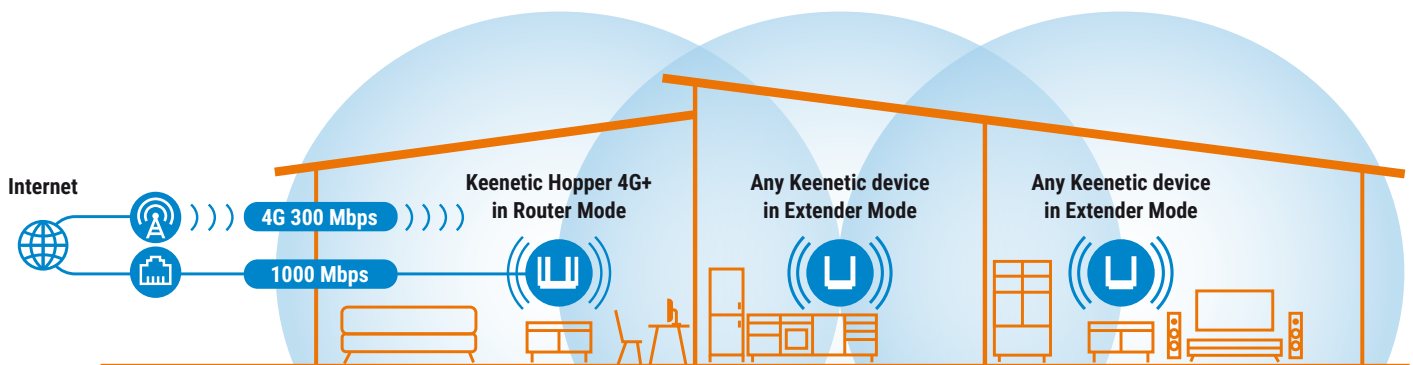 Internet
4G 300 Mbps
1000 Mbps
Keenetic Hopper 4G+
in Router Mode
Any Keenetic device
in Extender Mode
Any Keenetic device
in Extender Mode